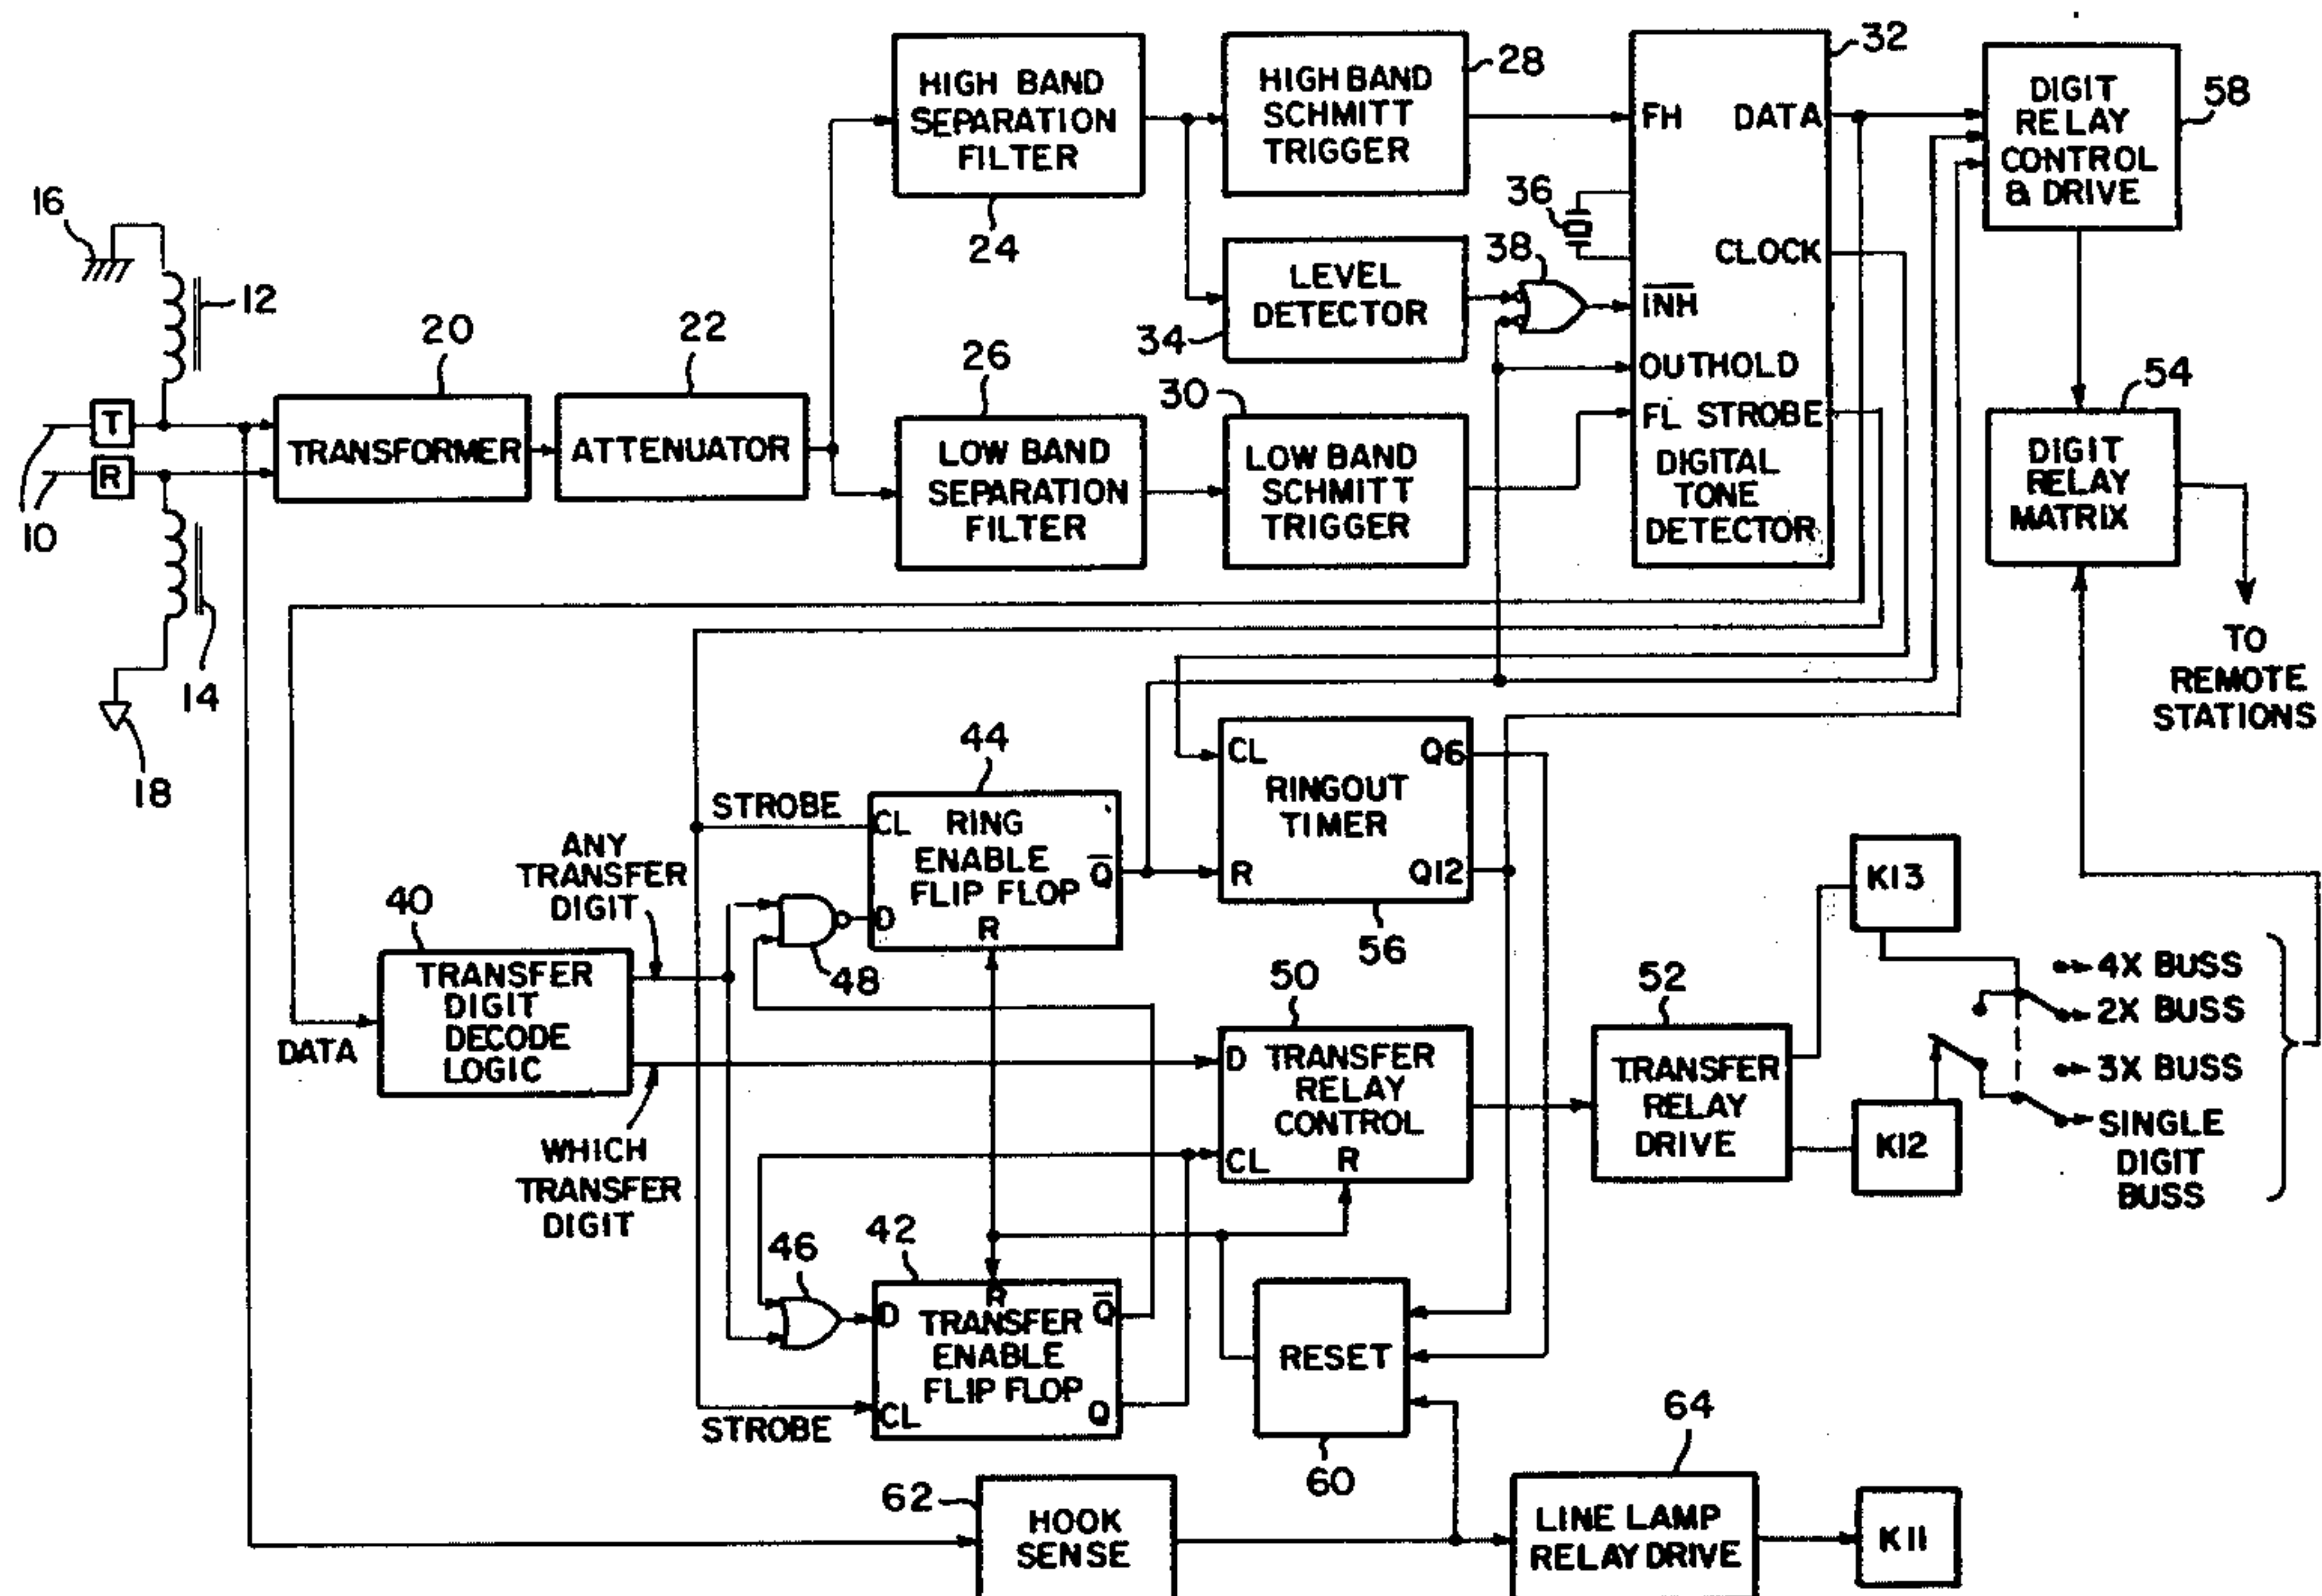 16
12
T
R
10
14
18
20
TRANSFORMER
22
ATTENUATOR
HIGH BAND
SEPARATION
FILTER
24
26
LOW BAND
SEPARATION
FILTER
HIGH BAND
SCHMITT
TRIGGER
28
LEVEL
DETECTOR
34
30
LOW BAND
SCHMITT
TRIGGER
36
38
32
FH DATA
CLOCK
INH
OUTHOLD
FL STROBE
DIGITAL
TONE
DETECTOR
DIGIT
RELAY
CONTROL
& DRIVE
58
54
DIGIT
RELAY
MATRIX
TO
REMOTE
STATIONS
44
STROBE
CL RING
ENABLE Q
FLIP FLOP
D
R
ANY
TRANSFER
DIGIT
48
40
TRANSFER
DIGIT
DECODE
LOGIC
DATA
WHICH
TRANSFER
DIGIT
CL Q6
RINGOUT
TIMER
R Q12
56
50
D TRANSFER
RELAY
CONTROL
CL R
52
TRANSFER
RELAY
DRIVE
K13
K12
4X BUSS
2X BUSS
3X BUSS
SINGLE
DIGIT
BUSS
46
42
R
D Q
TRANSFER
ENABLE
FLIP FLOP
CL Q
STROBE
RESET
60
62
HOOK
SENSE
64
LINE LAMP
RELAY DRIVE
K11